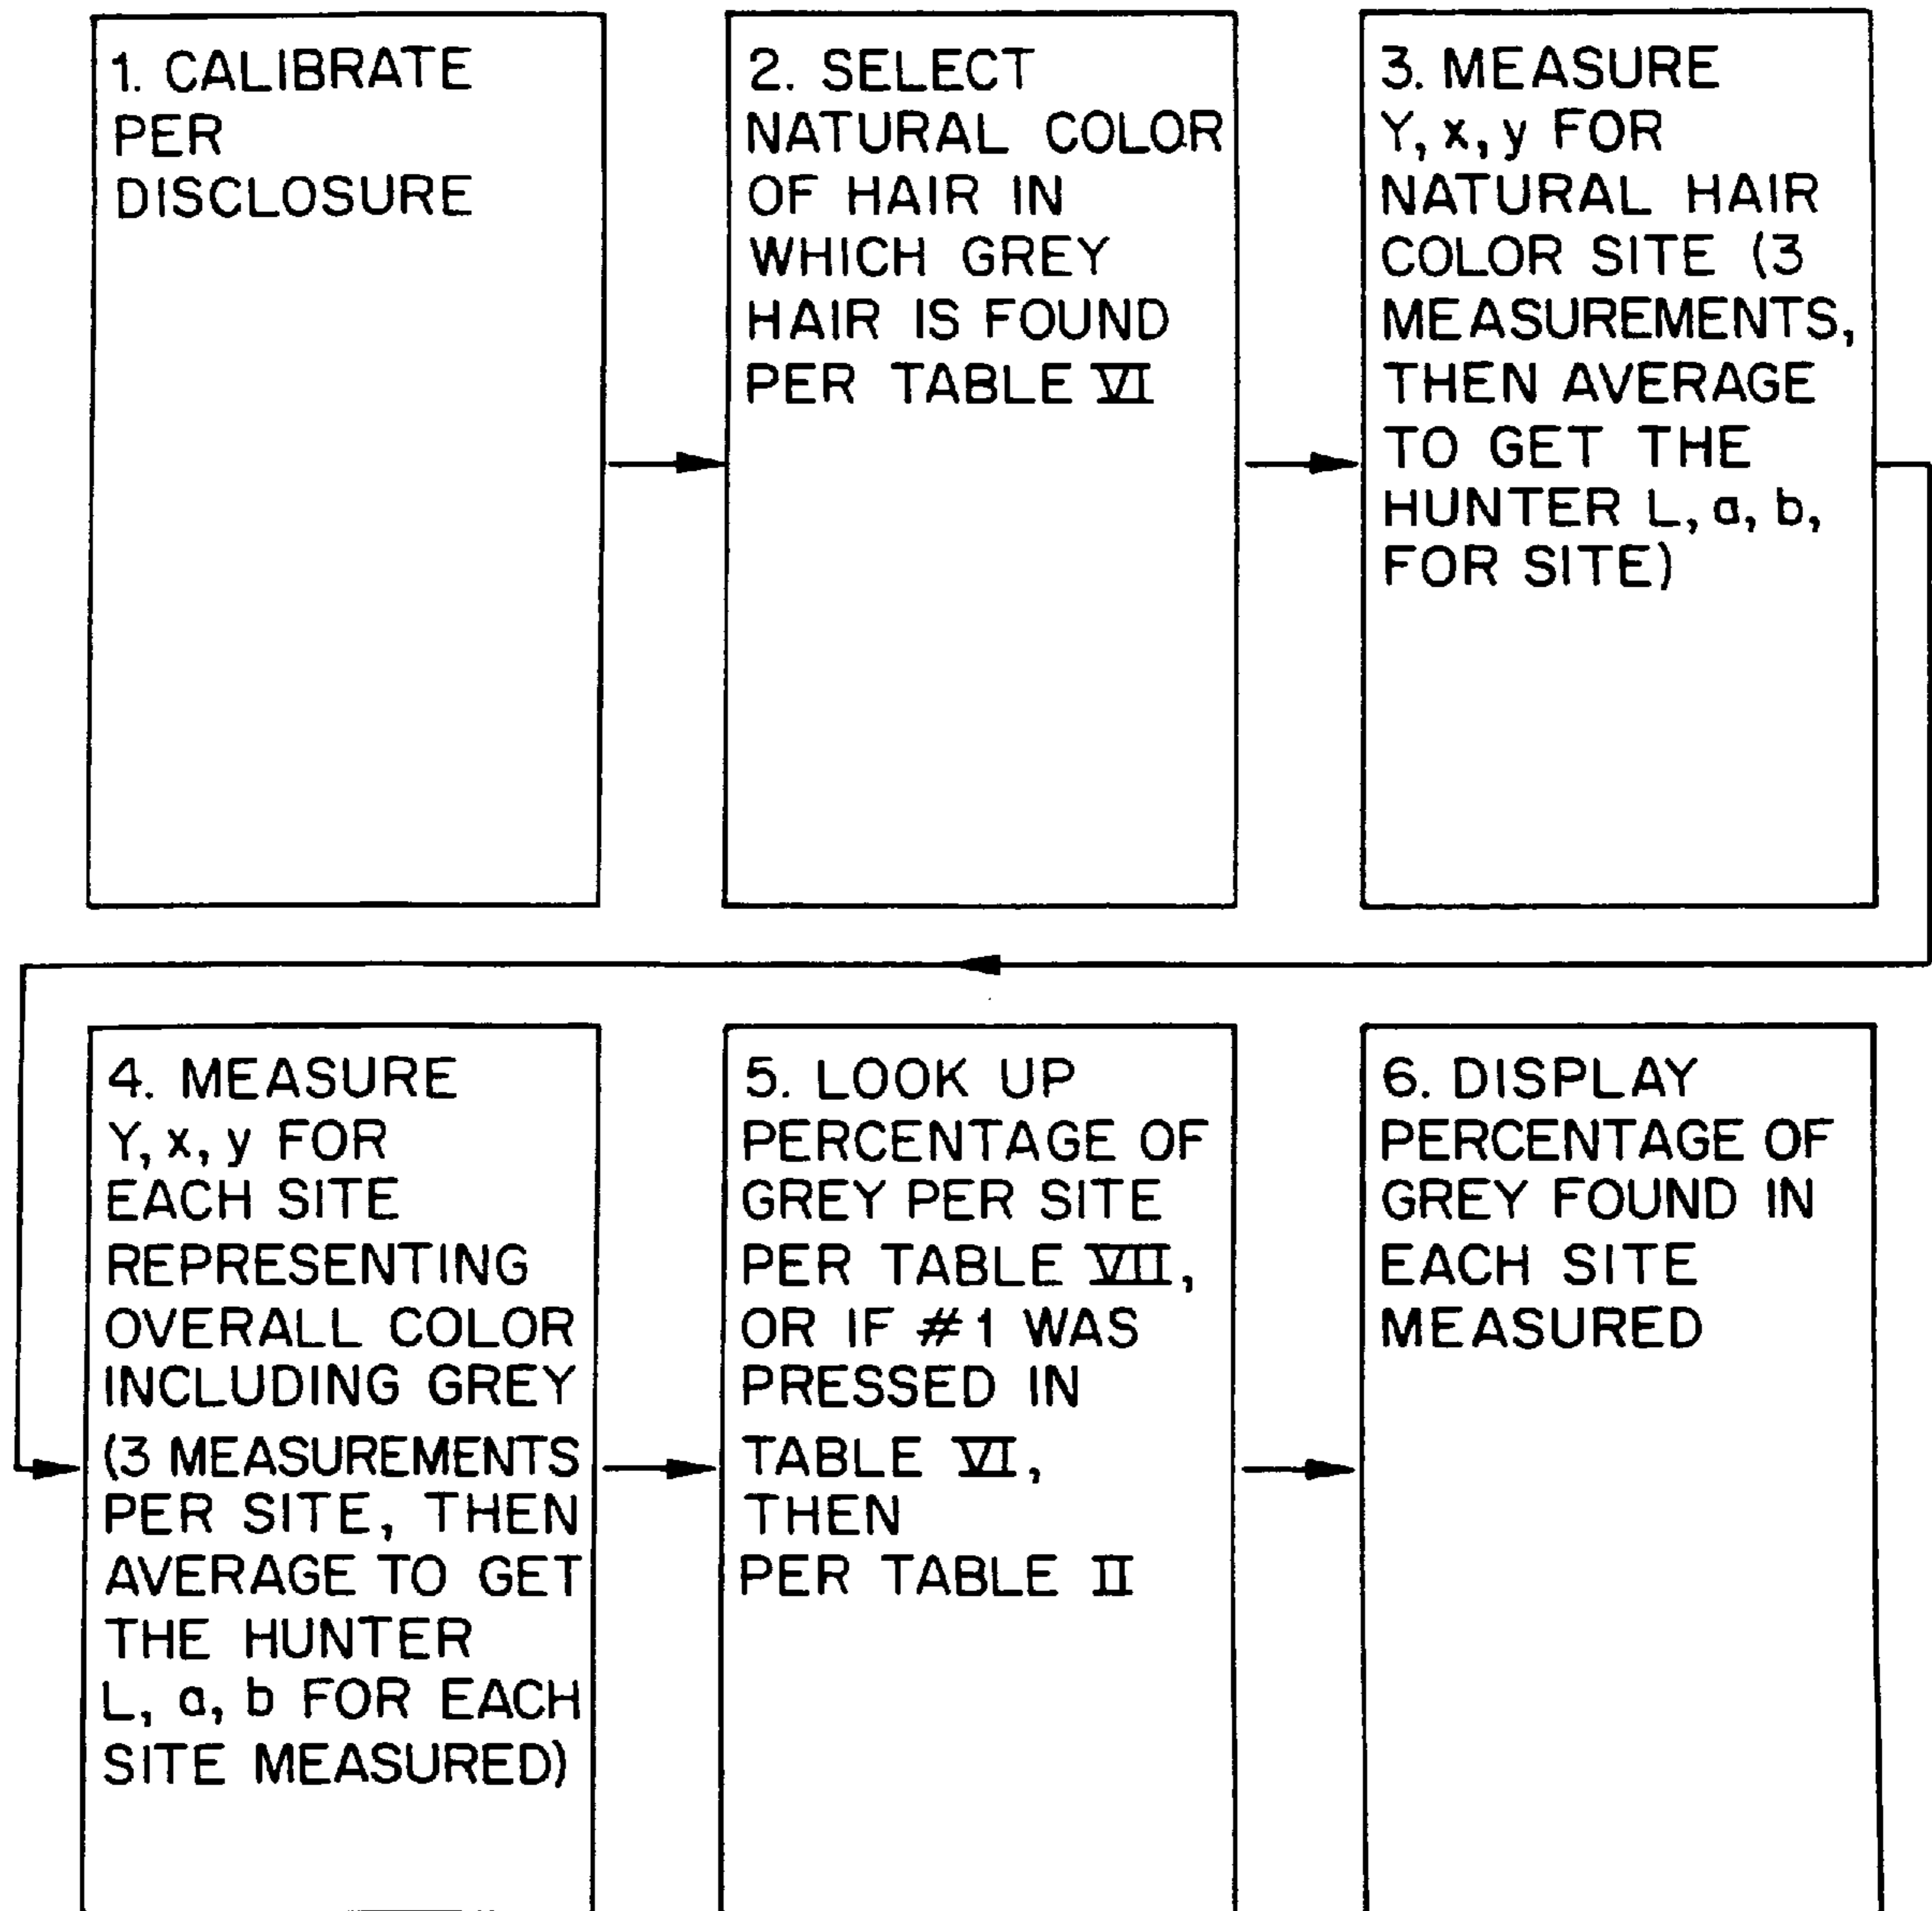 1. CALIBRATE
PER
DISCLOSURE
2. SELECT
NATURAL COLOR
OF HAIR IN
WHICH GREY
HAIR IS FOUND
PER TABLE VI
3. MEASURE
Y, x, y FOR
NATURAL HAIR
COLOR SITE (3
MEASUREMENTS,
THEN AVERAGE
TO GET THE
HUNTER L, a, b,
FOR SITE)
4. MEASURE
Y, x, y FOR
EACH SITE
REPRESENTING
OVERALL COLOR
INCLUDING GREY
(3 MEASUREMENTS
PER SITE, THEN
AVERAGE TO GET
THE HUNTER
L, a, b FOR EACH
SITE MEASURED)
5. LOOK UP
PERCENTAGE OF
GREY PER SITE
PER TABLE VII,
OR IF #1 WAS
PRESSED IN
TABLE VI,
THEN
PER TABLE II
6. DISPLAY
PERCENTAGE OF
GREY FOUND IN
EACH SITE
MEASURED